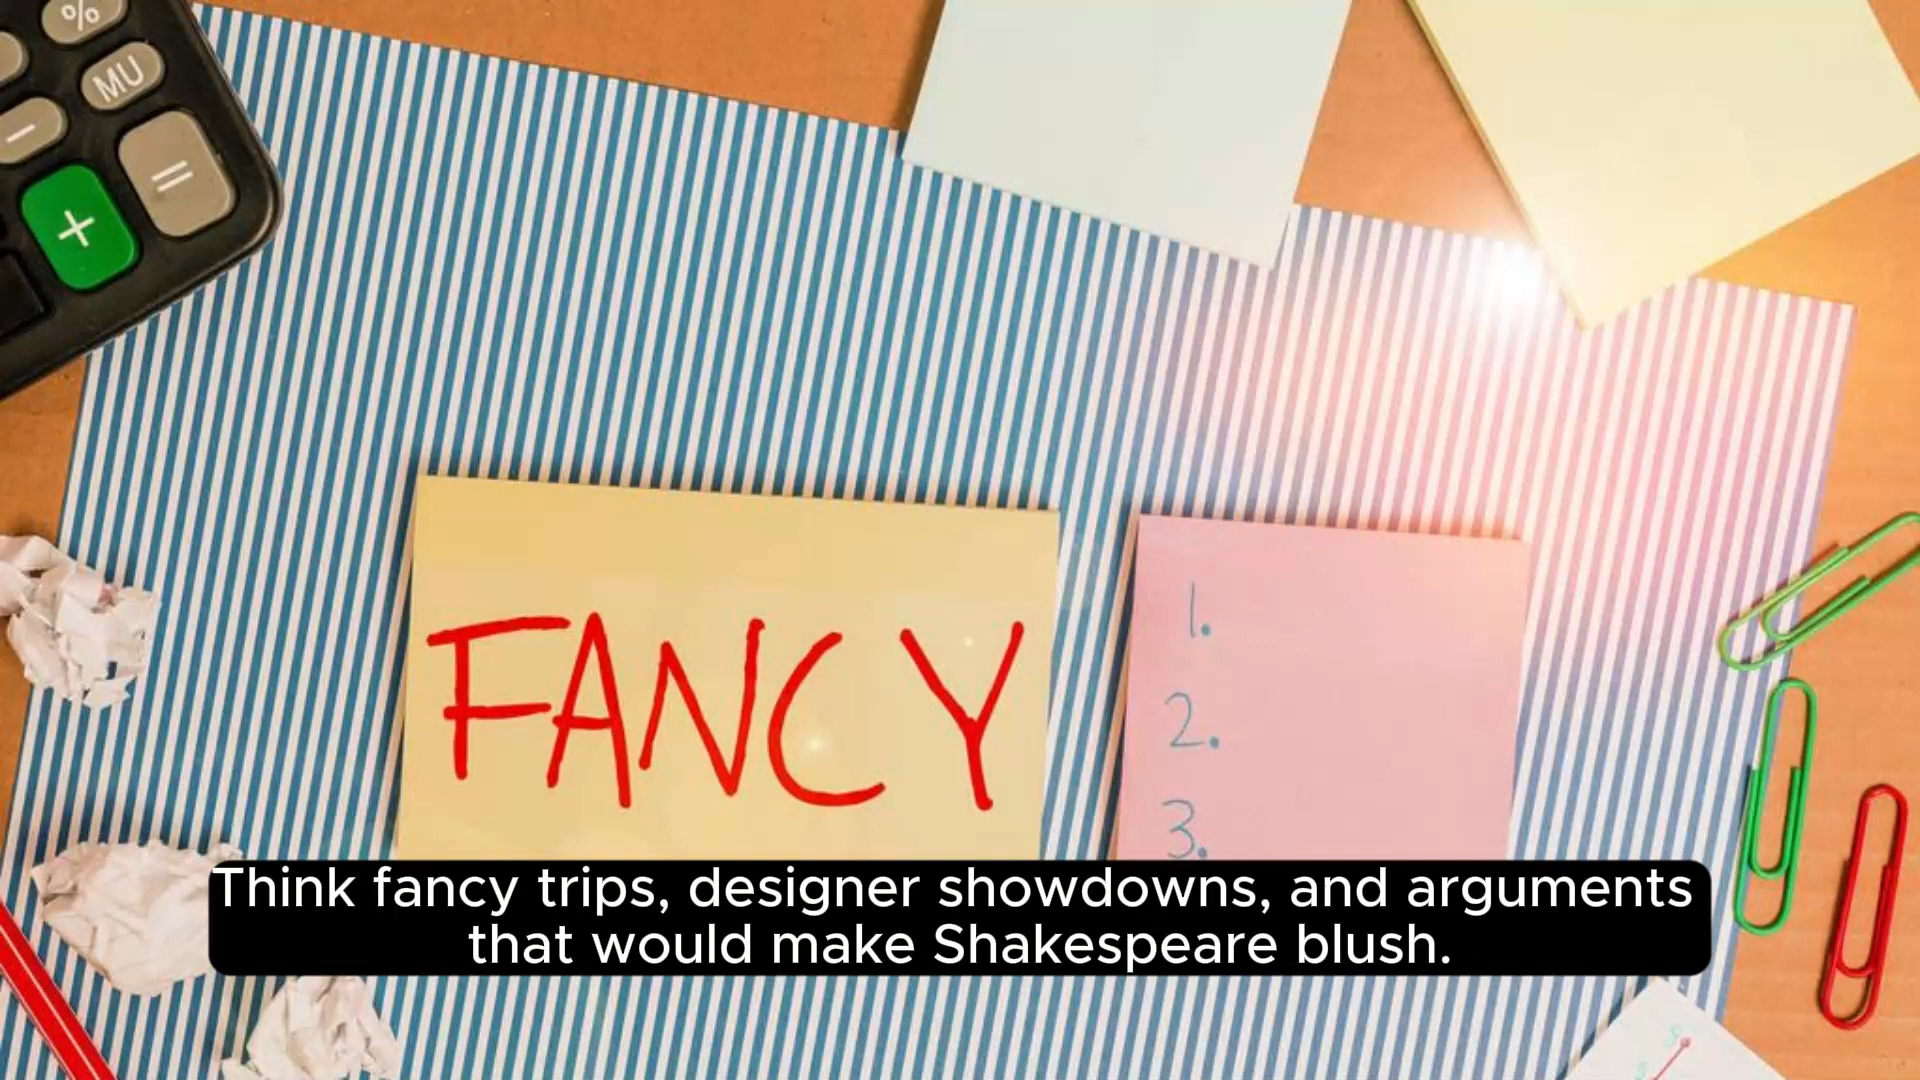 %
MU
−
=
+
FANCY
1.
2.
3.
Think fancy trips, designer showdowns, and arguments
that would make Shakespeare blush.